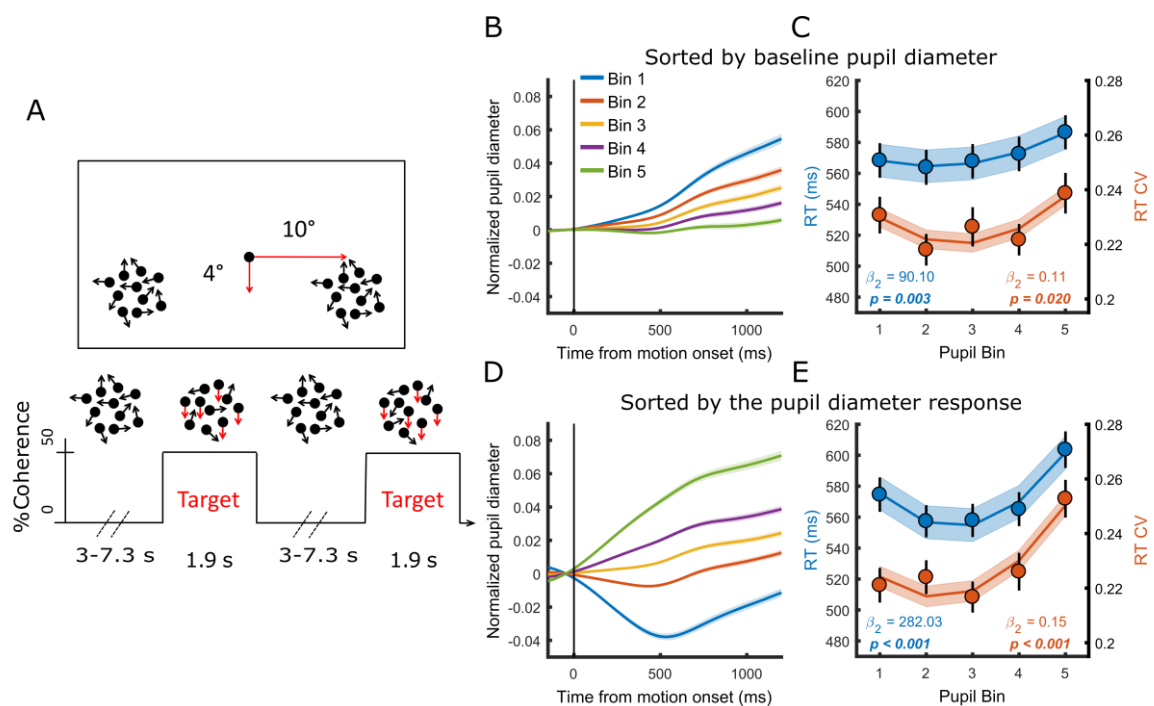 A
10°
4°
%Coherence
50
0
Target
Target
3-7.3 s
1.9 s
3-7.3 s
1.9 s
B
C
Sorted by baseline pupil diameter
Normalized pupil diameter
0.08
0.06
0.04
0.02
0
-0.02
-0.04
Bin 1
Bin 2
Bin 3
Bin 4
Bin 5
0
500
1000
Time from motion onset (ms)
RT (ms)
620
600
580
560
540
520
500
480
β2 = 90.10
p = 0.003
β2 = 0.11
p = 0.020
0.28
0.26
0.24
0.22
0.2
RT CV
1 2 3 4 5
Pupil Bin
D
E
Sorted by the pupil diameter response
Normalized pupil diameter
0.08
0.06
0.04
0.02
0
-0.02
-0.04
0
500
1000
Time from motion onset (ms)
RT (ms)
620
600
580
560
540
520
500
480
460
β2 = 282.03
p < 0.001
β2 = 0.15
p < 0.001
0.28
0.26
0.24
0.22
0.2
RT CV
1 2 3 4 5
Pupil Bin